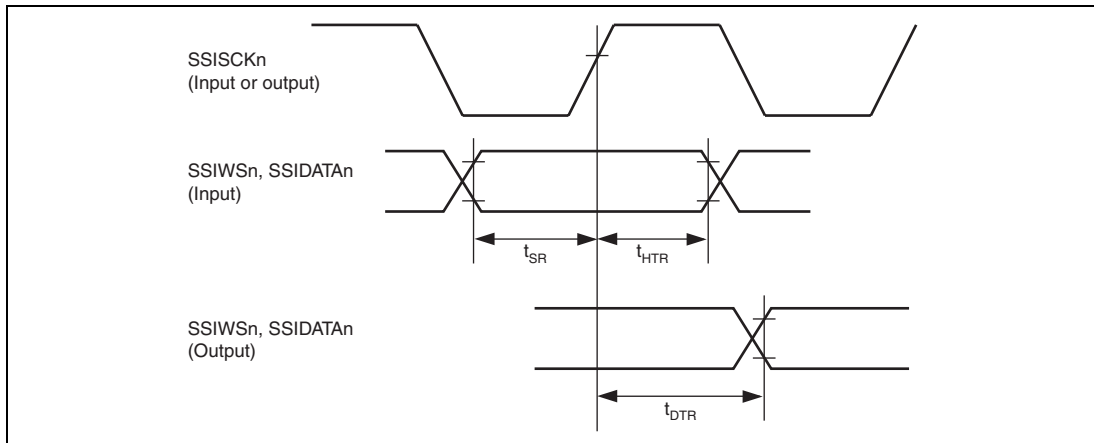 SSISCKn
(Input or output)
SSIWSn, SSIDATAn
(Input)
tSR
tHTR
SSIWSn, SSIDATAn
(Output)
tDTR